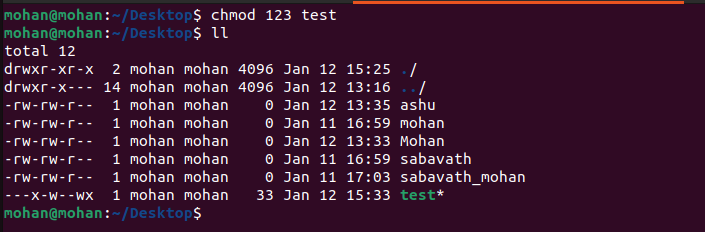 mohan@mohan:~/Desktop$ chmod 123 test
mohan@mohan:~/Desktop$ ll
total 12
drwxr-xr-x  2 mohan mohan 4096 Jan 12 15:25 ./
drwxr-x--- 14 mohan mohan 4096 Jan 12 13:16 ../
-rw-rw-r--  1 mohan mohan    0 Jan 12 13:35 ashu
-rw-rw-r--  1 mohan mohan    0 Jan 11 16:59 mohan
-rw-rw-r--  1 mohan mohan    0 Jan 12 13:33 Mohan
-rw-rw-r--  1 mohan mohan    0 Jan 11 16:59 sabavath
-rw-rw-r--  1 mohan mohan    0 Jan 11 17:03 sabavath_mohan
---x-w--wx  1 mohan mohan   33 Jan 12 15:33 test*
mohan@mohan:~/Desktop$